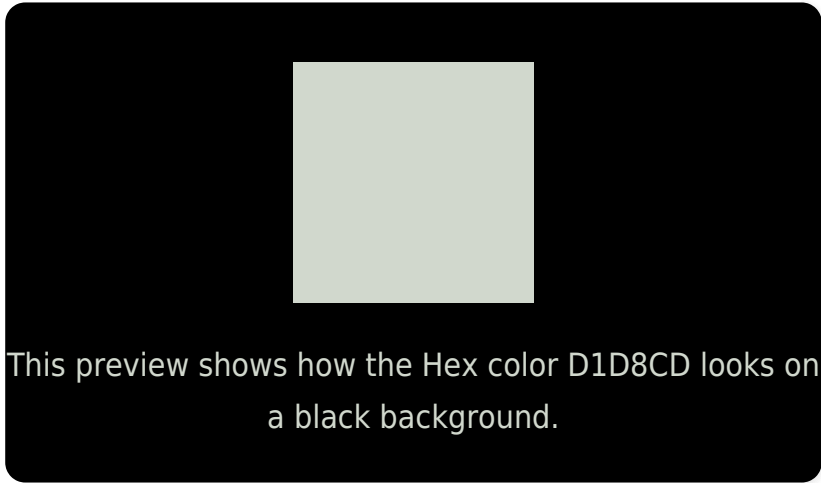 This preview shows how the Hex color D1D8CD looks on
a black background.